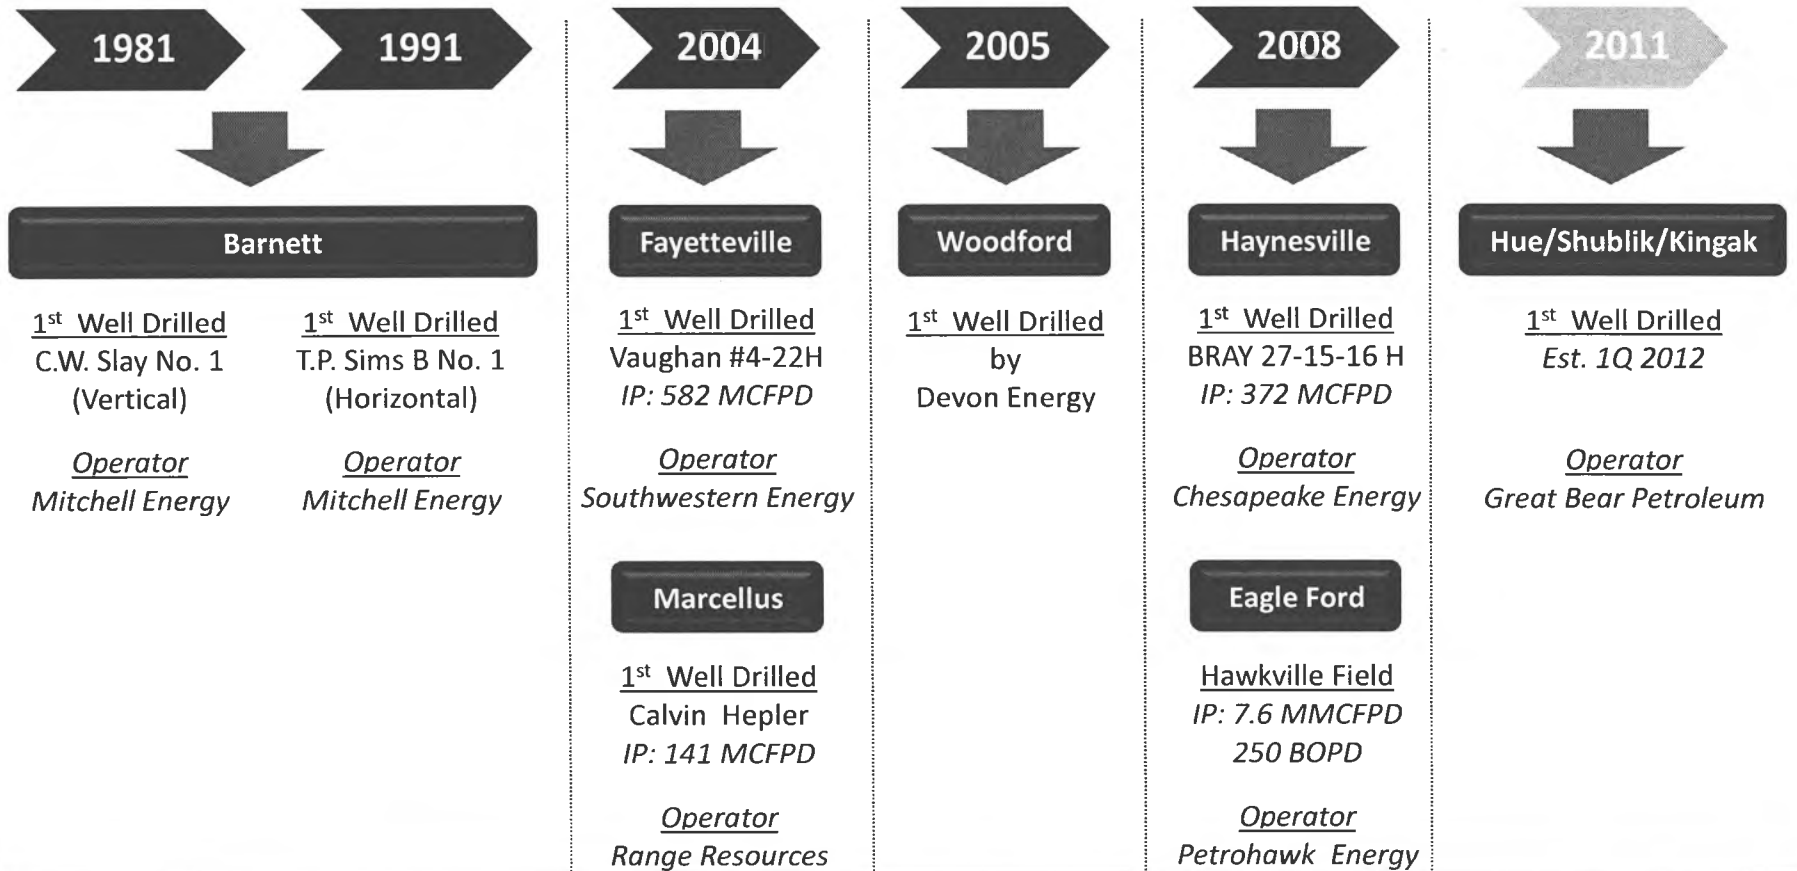 1981
1991
2004
2005
2008
2011
Barnett
Fayetteville
Woodford
Haynesville
Hue/Shublik/Kingak
1st Well Drilled
C.W. Slay No. 1
(Vertical)
Operator
Mitchell Energy
1st Well Drilled
T.P. Sims B No. 1
(Horizontal)
Operator
Mitchell Energy
1st Well Drilled
Vaughan #4-22H
IP: 582 MCFPD
Operator
Southwestern Energy
Marcellus
1st Well Drilled
Calvin Hepler
IP: 141 MCFPD
Operator
Range Resources
1st Well Drilled
by
Devon Energy
1st Well Drilled
BRAY 27-15-16 H
IP: 372 MCFPD
Operator
Chesapeake Energy
Eagle Ford
Hawkville Field
IP: 7.6 MMCFPD
250 BOPD
Operator
Petrohawk Energy
1st Well Drilled
Est. 1Q 2012
Operator
Great Bear Petroleum